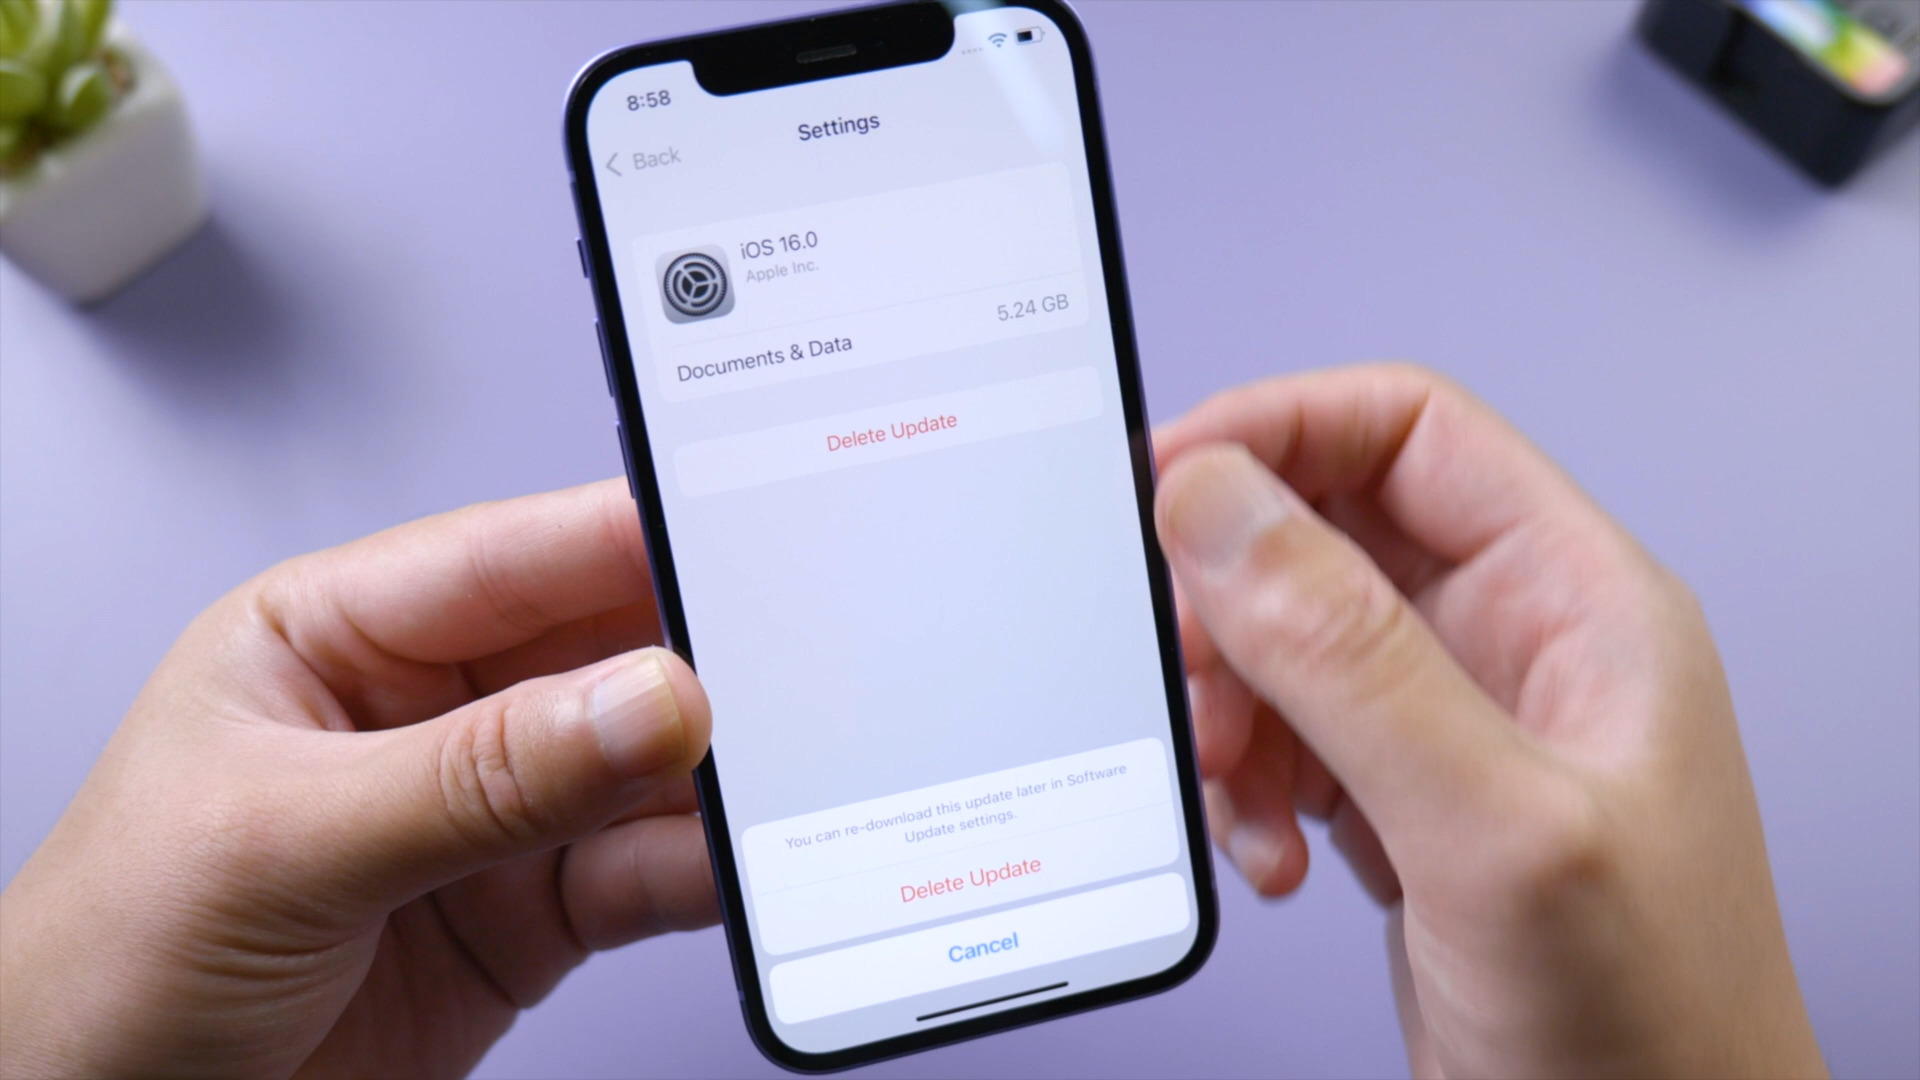 8:58
Settings
Back
iOS 16.0
Apple Inc.
Documents & Data
5.24 GB
Delete Update
You can re-download this update later in Software
Update settings.
Delete Update
Cancel